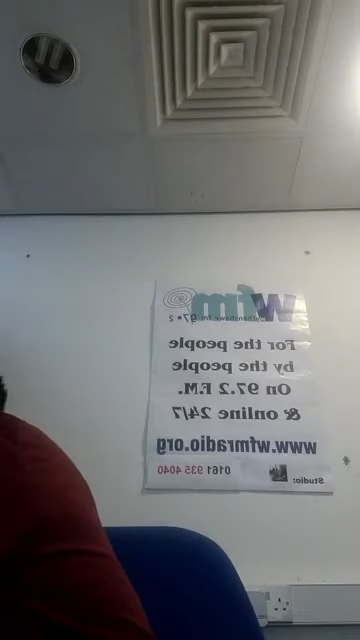 wfm
wythenshawe fm 97•2
For the people
by the people
On 97.2 F.M.
& online 24/7
www.wfmradio.org
Studio: 0161 935 4040